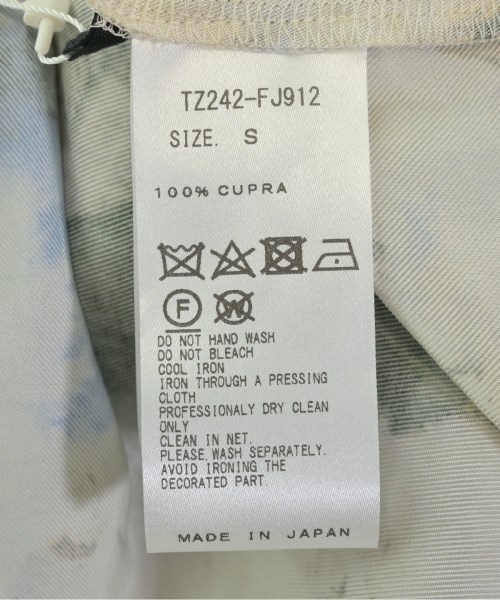 TZ242-FJ912
SIZE. S
100% CUPRA
F W
DO NOT HAND WASH
DO NOT BLEACH
COOL IRON
IRON THROUGH A PRESSING
CLOTH
PROFESSIONALY DRY CLEAN
ONLY
CLEAN IN NET.
PLEASE.WASH SEPARATELY.
AVOID IRONING THE
DECORATED PART.
MADE IN JAPAN